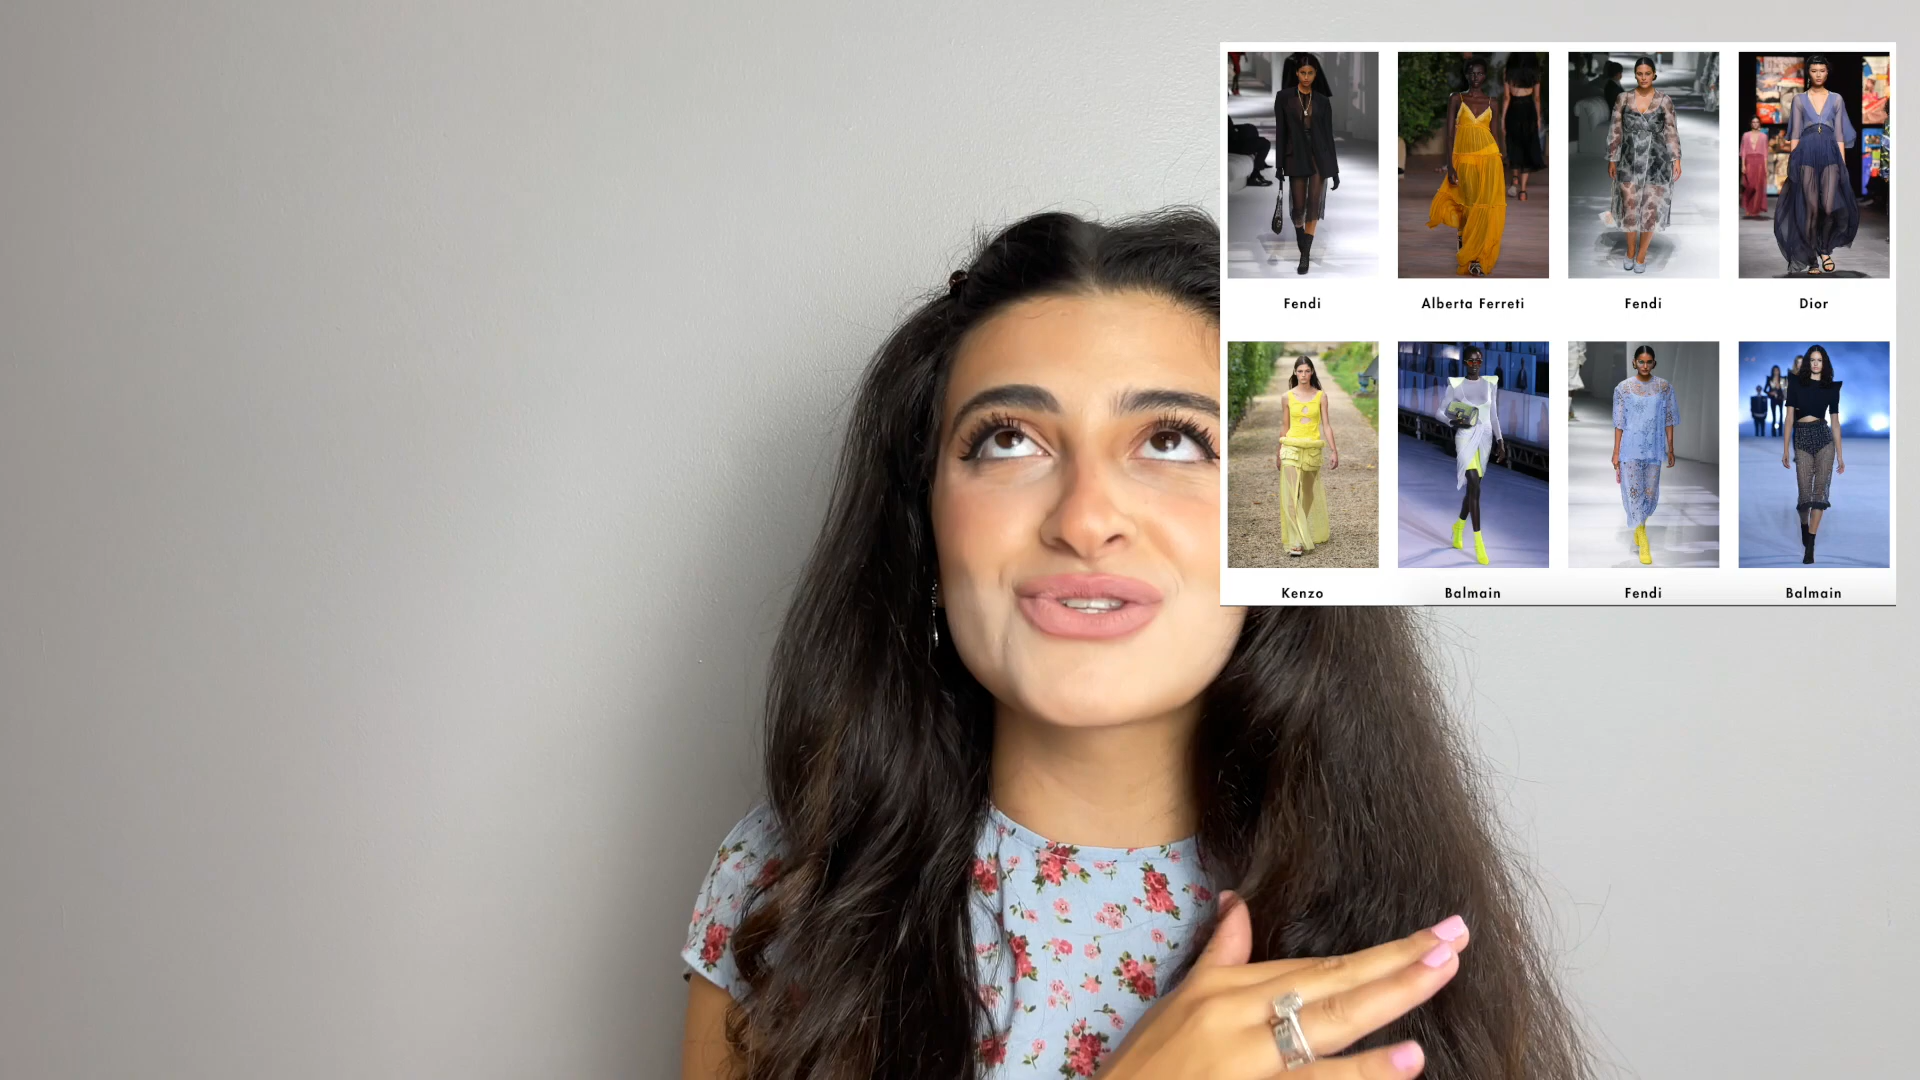 Fendi
Alberta Ferreti
Fendi
Dior
Kenzo
Balmain
Fendi
Balmain